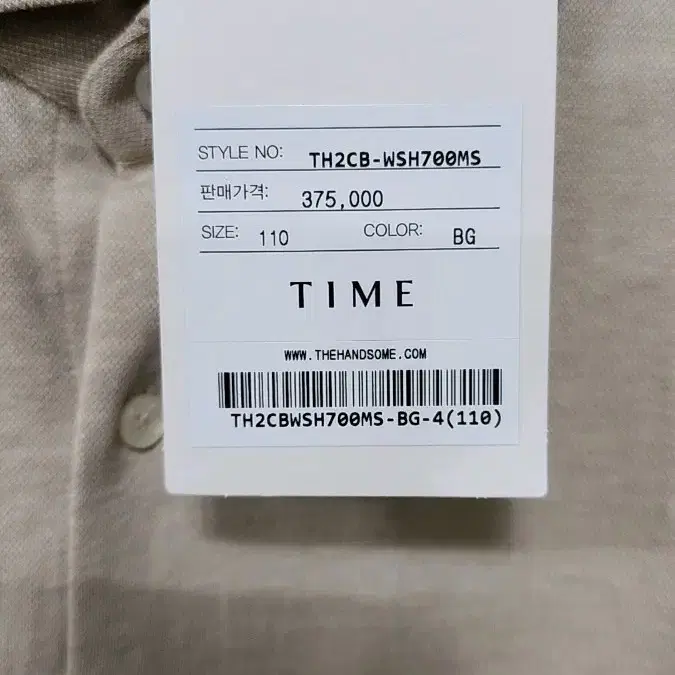 STYLE NO: TH2CB-WSH700MS
판매가격: 375,000
SIZE: 110 COLOR: BG
TIME
WWW.THEHANDSOME.COM
TH2CBWSH700MS-BG-4(110)